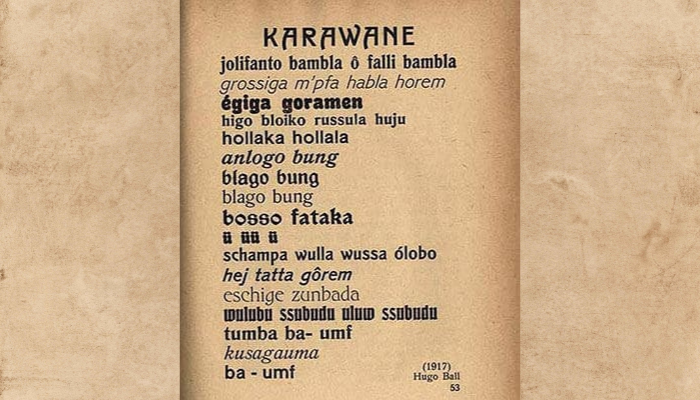 KARAWANE
jolifanto bambla ô falli bambla
grossiga m'pfa habla horem
égiga goramen
higo bloiko russula huju
hollaka hollala
anlogo bung
blago bung
blago bung
bosso fataka
ü üü ü
schampa wulla wussa ólobo
hej tatta gôrem
eschige zunbada
wulubu ssubudu uluw ssubudu
tumba ba- umf
kusagauma
ba - umf
(1917)
Hugo Ball
53